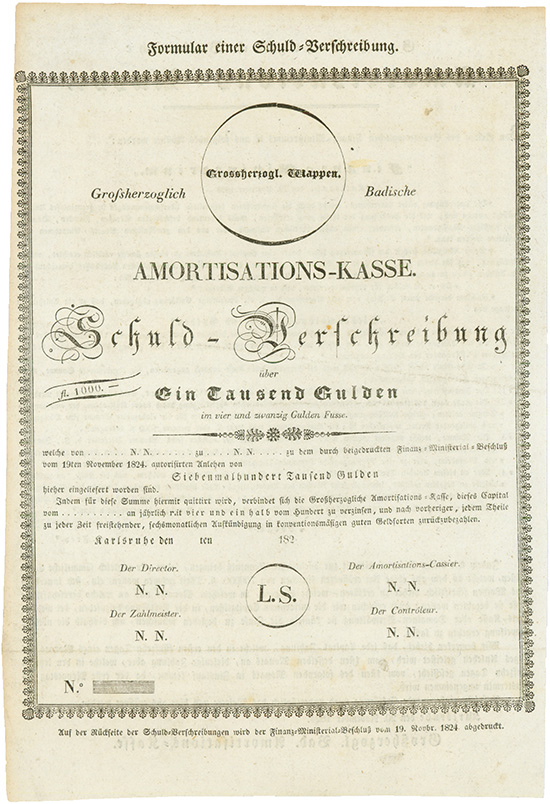 Formular einer Schuld-Verschreibung.
Grossherzogl. Wappen.
Großherzoglich Badische
AMORTISATIONS-KASSE.
Schuld-Verschreibung
über
fl. 1000.—
Ein Tausend Gulden
im vier und zwanzig Gulden Fusse.
welche von . . . . . . N. N. . . . . . zu . . . . N. N. . . . . . zu dem durch beigedruckten Finanz-Ministerial-Beschluß
vom 19ten November 1824. autorisirten Anlehen von
Siebenmalhundert Tausend Gulden
hieher eingeliefert worden sind.
Indem für diese Summe hiermit quittirt wird, verbindet sich die Großherzogliche Amortisations-Kasse, dieses Capital
vom . . . . . . . . . . an jährlich mit vier und ein halb vom Hundert zu verzinsen, und nach vorheriger, jedem Theile
zu jeder Zeit freistehender, sechsmonatlichen Aufkündigung in konventionsmäßigen guten Geldsorten zurückzubezahlen.
Karlsruhe den ten 182
Der Director. Der Amortisations-Cassier.
N. N. L.S. N. N.
Der Zahlmeister. Der Contrôleur.
N. N. N. N.
N.º
Auf der Rückseite der Schuld-Verschreibungen wird der Finanz-Ministerial-Beschluß vom 19. Novbr. 1824 abgedruckt.